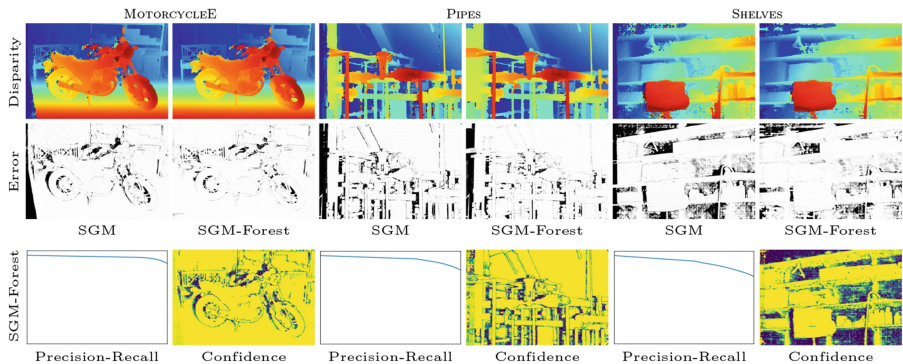 MOTORCYCLEE PIPES SHELVES
Disparity
Error
SGM SGM-Forest SGM SGM-Forest SGM SGM-Forest
SGM-Forest
Precision-Recall Confidence Precision-Recall Confidence Precision-Recall Confidence